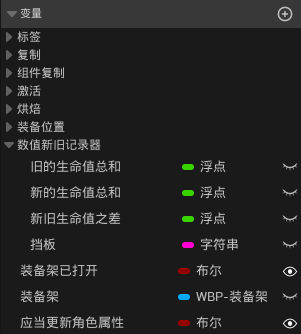 变量
标签
复制
组件复制
激活
烘焙
装备位置
数值新旧记录器
旧的生命值总和 浮点
新的生命值总和 浮点
新旧生命值之差 浮点
挡板 字符串
装备架已打开 布尔
装备架 WBP-装备架
应当更新角色属性 布尔